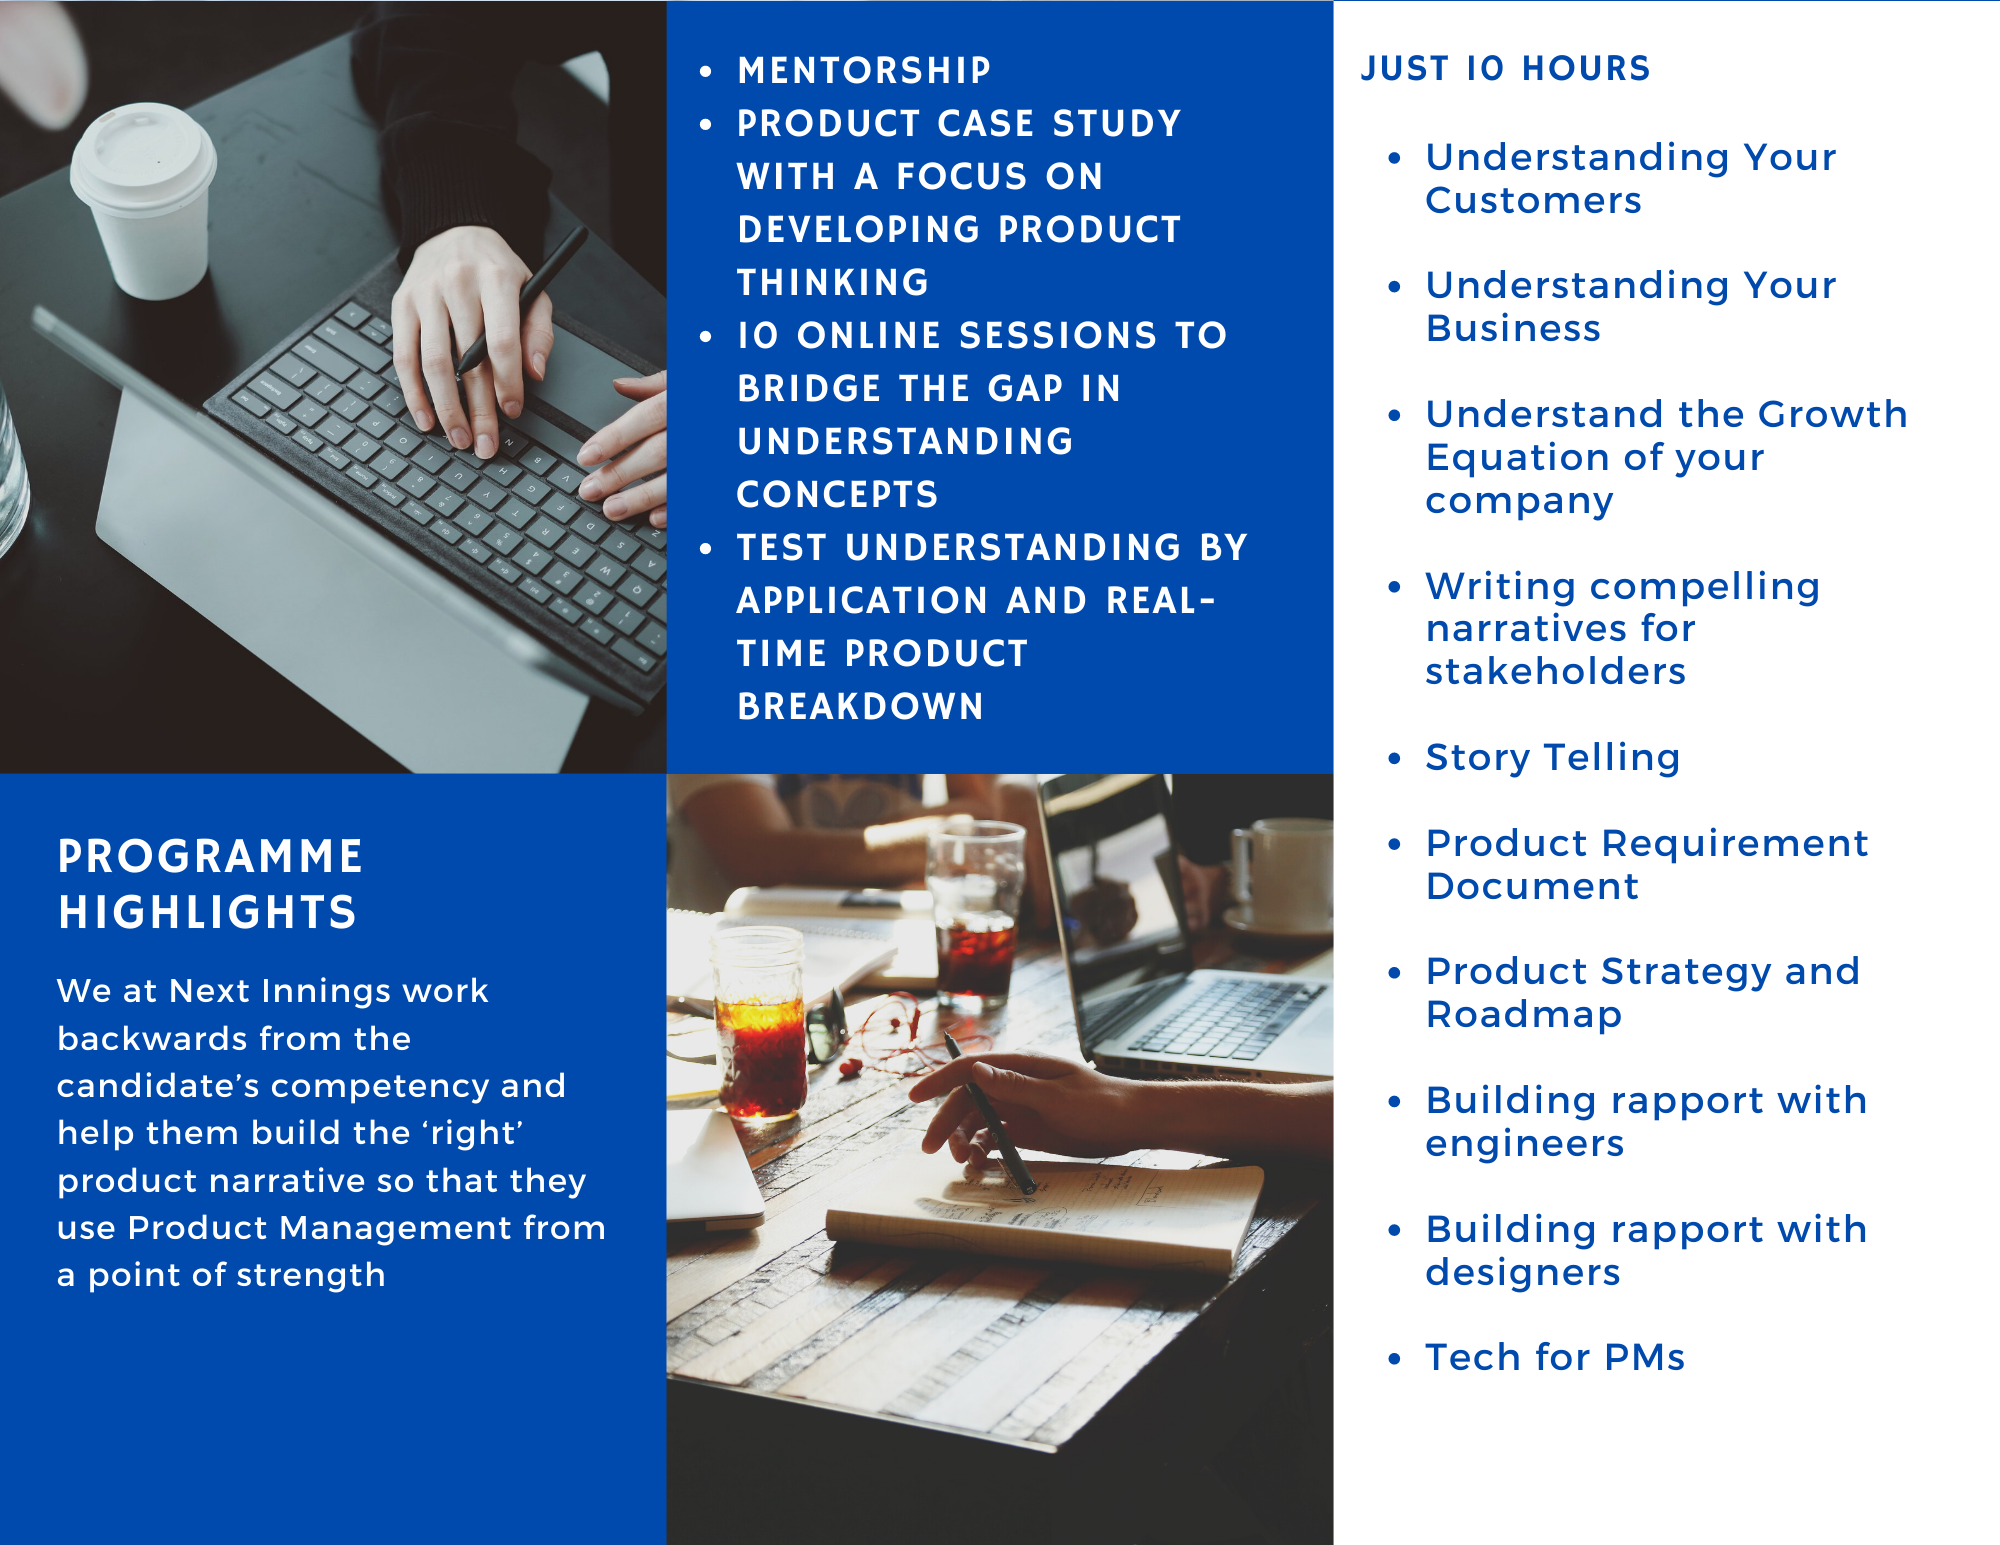 MENTORSHIP
PRODUCT CASE STUDY
WITH A FOCUS ON
DEVELOPING PRODUCT
THINKING
10 ONLINE SESSIONS TO
BRIDGE THE GAP IN
UNDERSTANDING
CONCEPTS
TEST UNDERSTANDING BY
APPLICATION AND REAL-
TIME PRODUCT
BREAKDOWN
PROGRAMME
HIGHLIGHTS
We at Next Innings work
backwards from the
candidate’s competency and
help them build the ‘right’
product narrative so that they
use Product Management from
a point of strength
JUST 10 HOURS
Understanding Your
Customers
Understanding Your
Business
Understand the Growth
Equation of your
company
Writing compelling
narratives for
stakeholders
Story Telling
Product Requirement
Document
Product Strategy and
Roadmap
Building rapport with
engineers
Building rapport with
designers
Tech for PMs